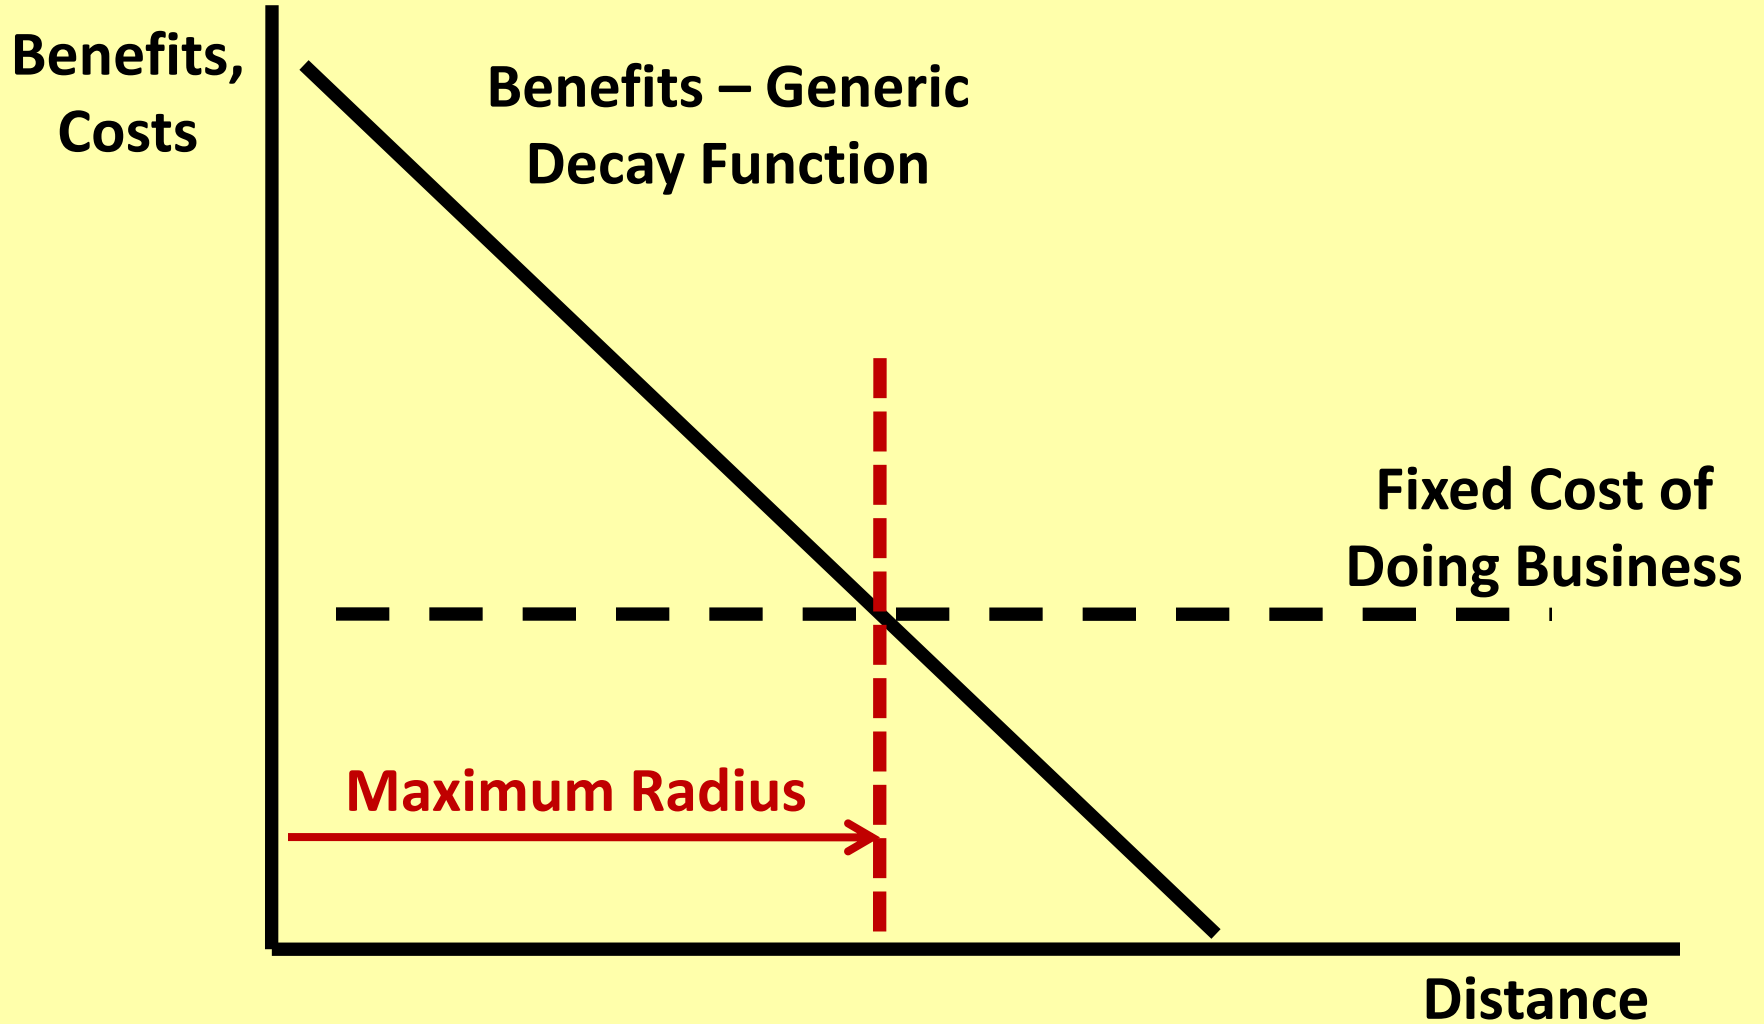 Benefits,
Costs
Benefits – Generic
Decay Function
Fixed Cost of
Doing Business
Maximum Radius
Distance